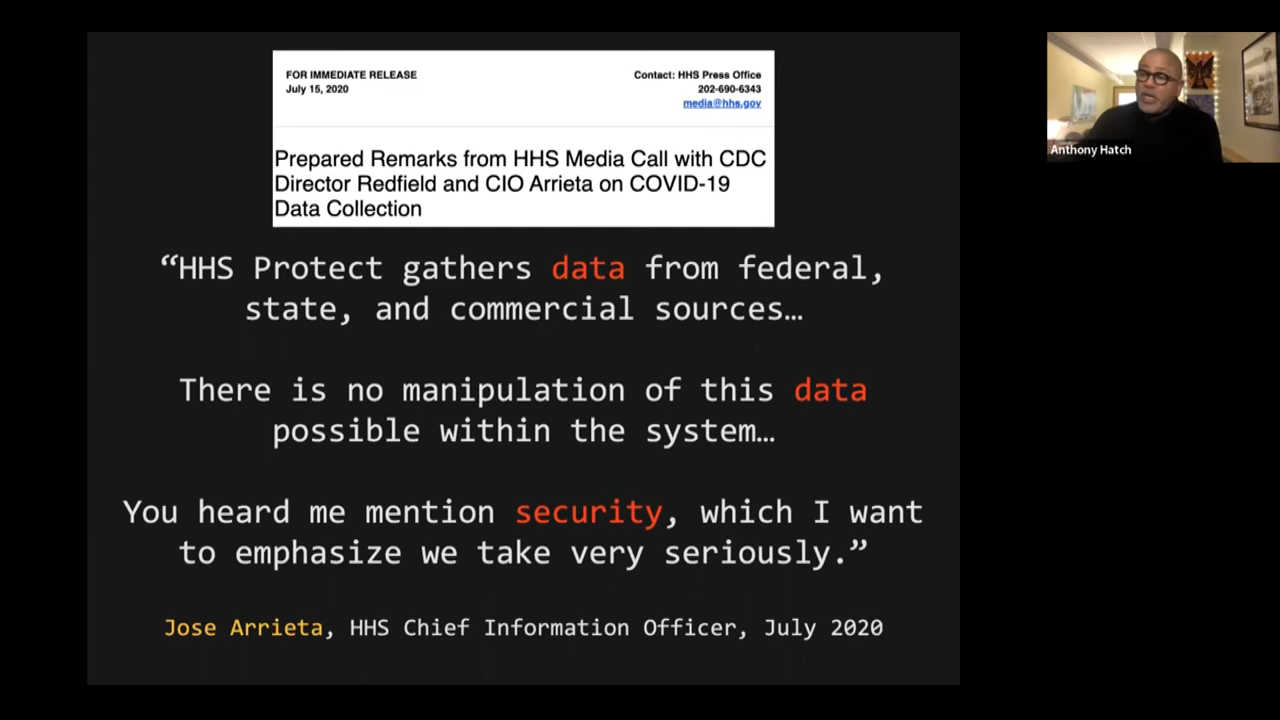 FOR IMMEDIATE RELEASE
July 15, 2020
Contact: HHS Press Office
202-690-6343
media@hhs.gov
Prepared Remarks from HHS Media Call with CDC
Director Redfield and CIO Arrieta on COVID-19
Data Collection
“HHS Protect gathers data from federal,
state, and commercial sources…
There is no manipulation of this data
possible within the system…
You heard me mention security, which I want
to emphasize we take very seriously.”
Jose Arrieta, HHS Chief Information Officer, July 2020
Anthony Hatch